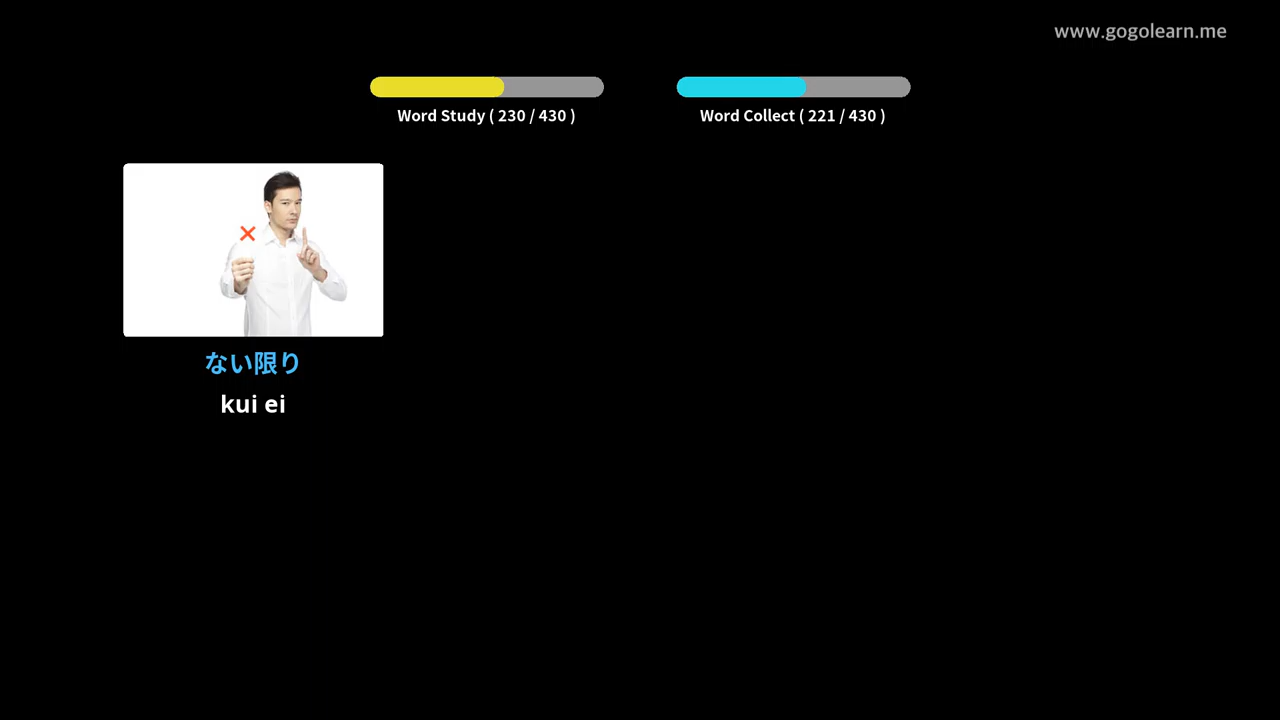 www.gogolearn.me
Word Study ( 230 / 430 )
Word Collect ( 221 / 430 )
ない限り
kui ei